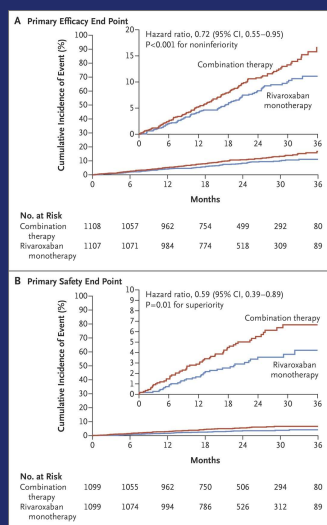 A Primary Efficacy End Point
Cumulative Incidence of Event (%)
100
90
80
70
60
50
40
30
20
10
0
20
15
10
5
0
Hazard ratio, 0.72 (95% CI, 0.55–0.95)
P<0.001 for noninferiority
Combination therapy
Rivaroxaban
monotherapy
0 6 12 18 24 30 36
0 6 12 18 24 30 36
Months
No. at Risk
Combination therapy 1108 1057 962 754 499 292 80
Rivaroxaban monotherapy 1107 1071 984 774 518 309 89
B Primary Safety End Point
Cumulative Incidence of Event (%)
100
90
80
70
60
50
40
30
20
10
0
10
9
8
7
6
5
4
3
2
1
0
Hazard ratio, 0.59 (95% CI, 0.39–0.89)
P=0.01 for superiority
Combination therapy
Rivaroxaban
monotherapy
0 6 12 18 24 30 36
0 6 12 18 24 30 36
Months
No. at Risk
Combination therapy 1099 1055 962 750 506 294 80
Rivaroxaban monotherapy 1099 1074 994 786 526 312 89